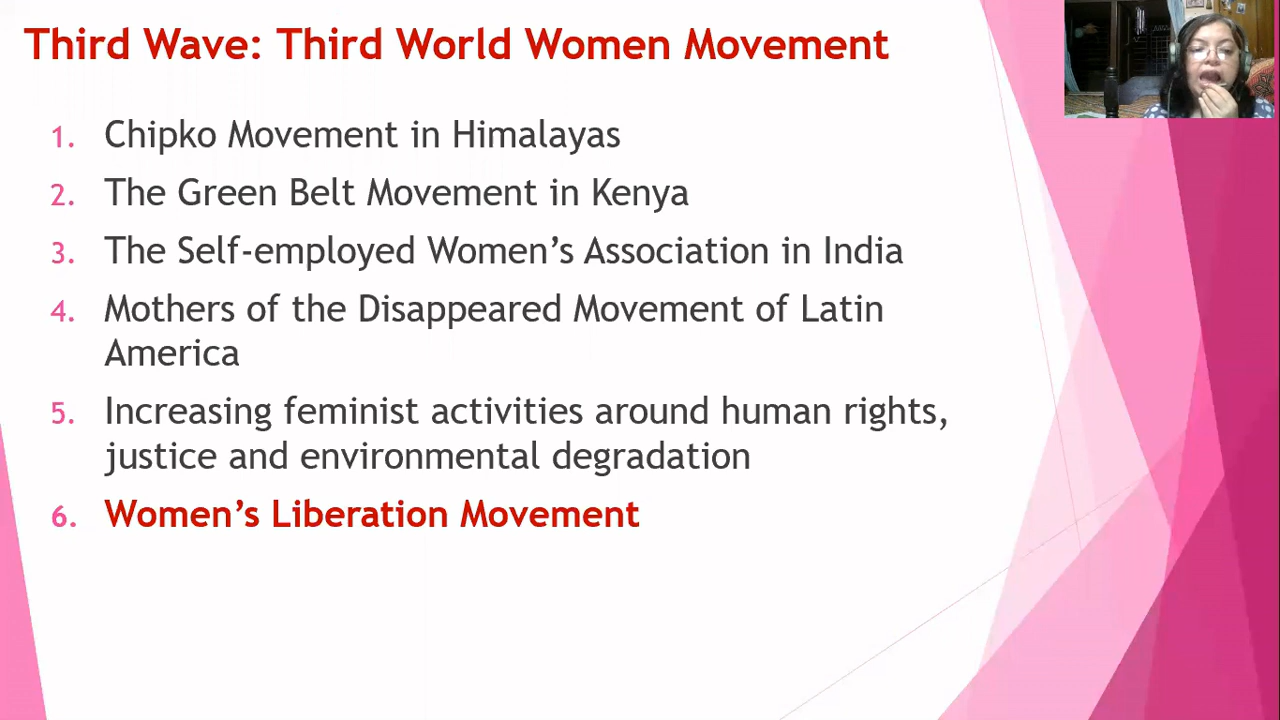 Third Wave: Third World Women Movement
1. Chipko Movement in Himalayas
2. The Green Belt Movement in Kenya
3. The Self-employed Women’s Association in India
4. Mothers of the Disappeared Movement of Latin
America
5. Increasing feminist activities around human rights,
justice and environmental degradation
6. Women’s Liberation Movement